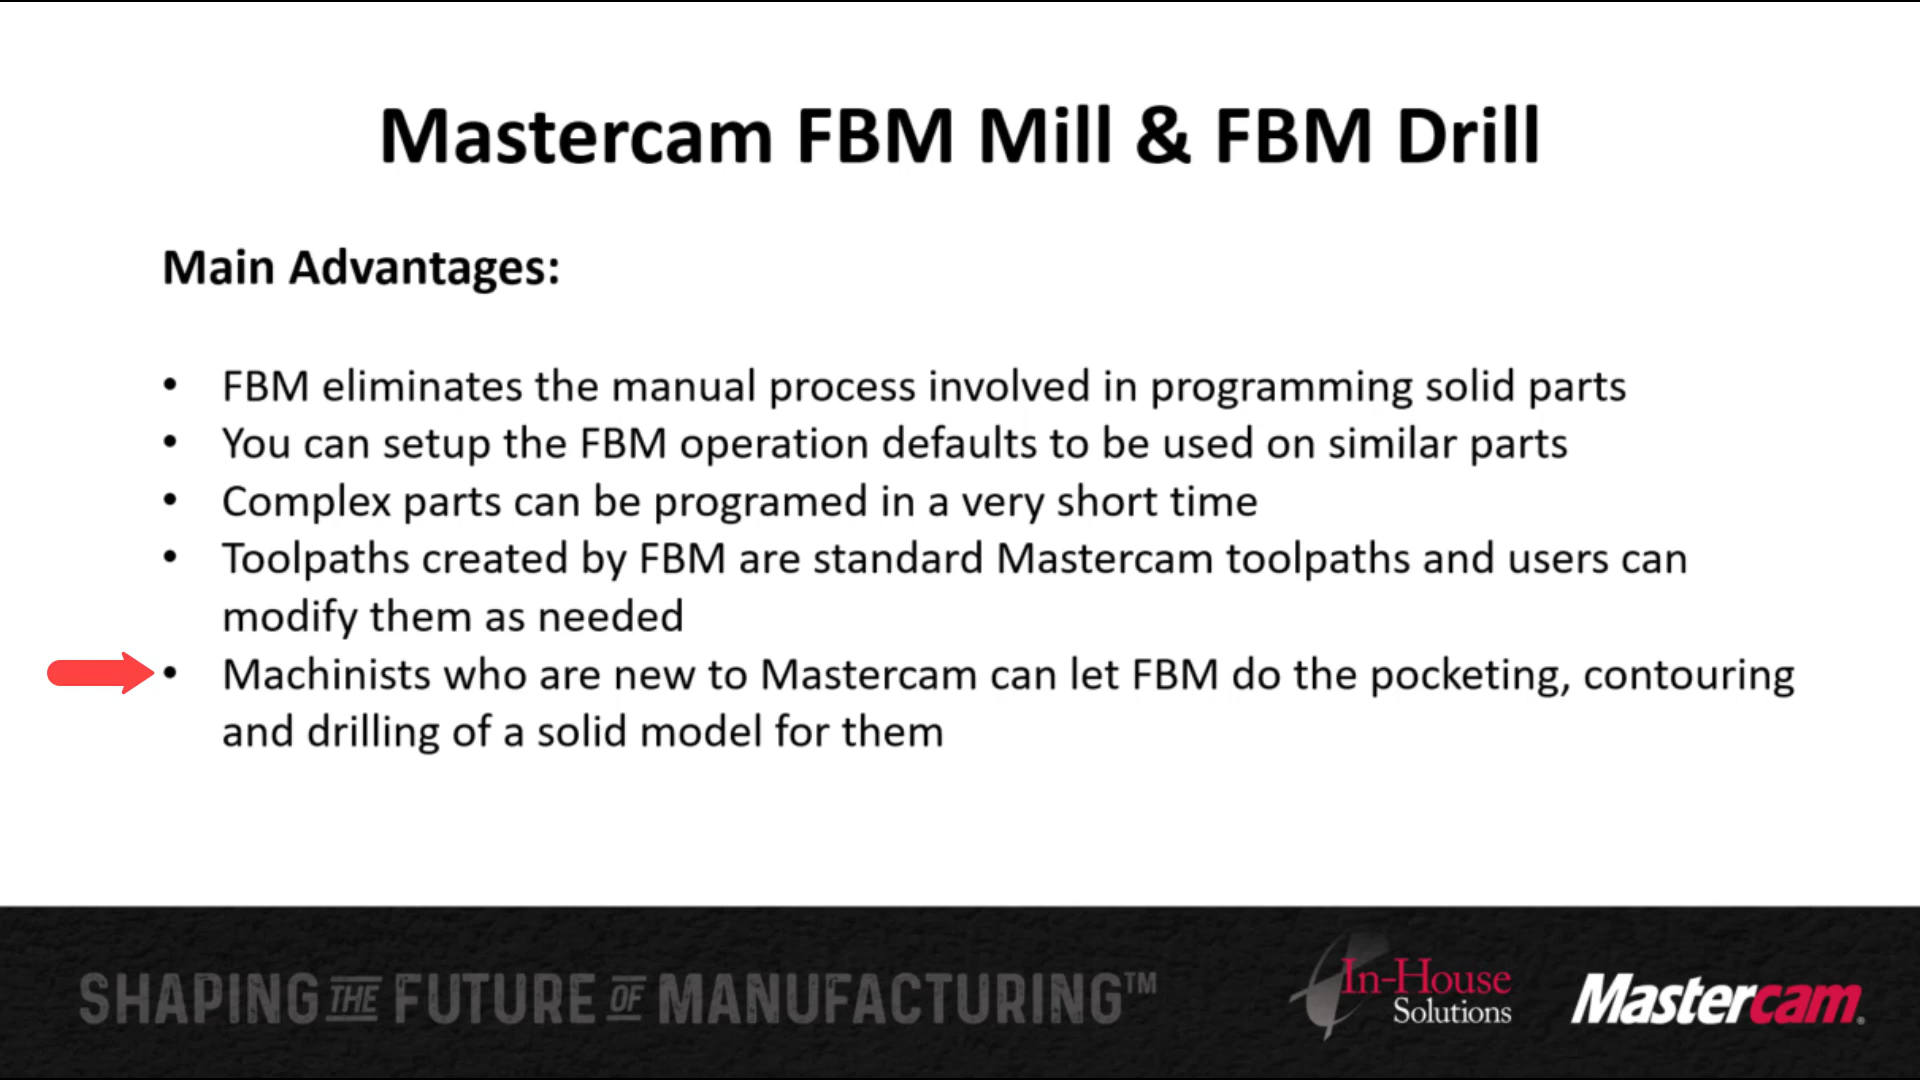 Mastercam FBM Mill & FBM Drill
Main Advantages:
• FBM eliminates the manual process involved in programming solid parts
• You can setup the FBM operation defaults to be used on similar parts
• Complex parts can be programed in a very short time
• Toolpaths created by FBM are standard Mastercam toolpaths and users can
modify them as needed
• Machinists who are new to Mastercam can let FBM do the pocketing, contouring
and drilling of a solid model for them
SHAPING THE FUTURE OF MANUFACTURING™
In-House
Solutions
Mastercam®